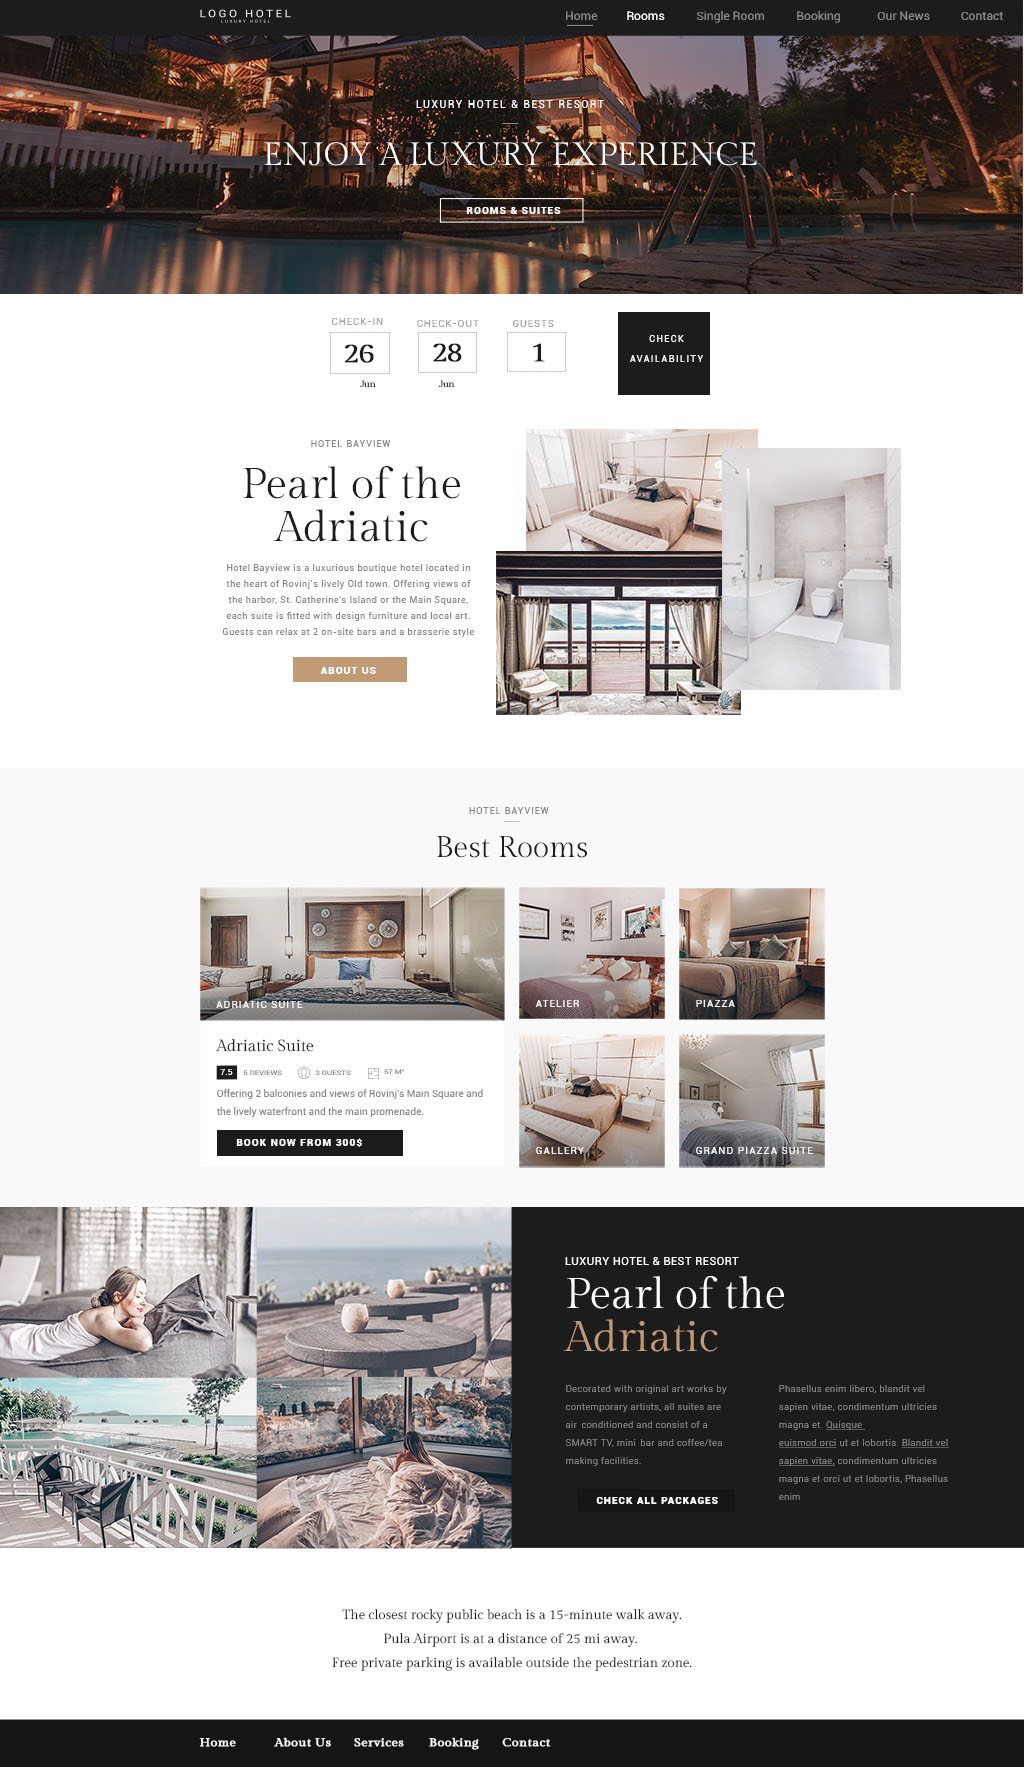 LOGO HOTEL
LUXURY HOTEL
Home Rooms Single Room Booking Our News Contact
LUXURY HOTEL & BEST RESORT
ENJOY A LUXURY EXPERIENCE
ROOMS & SUITES
CHECK-IN
26
Jun
CHECK-OUT
28
Jun
GUESTS
1
CHECK
AVAILABILITY
HOTEL BAYVIEW
Pearl of the
Adriatic
Hotel Bayview is a luxurious boutique hotel located in
the heart of Rovinj's lively Old town. Offering views of
the harbor, St. Catherine's Island or the Main Square,
each suite is fitted with design furniture and local art.
Guests can relax at 2 on-site bars and a brasserie style
ABOUT US
HOTEL BAYVIEW
Best Rooms
ADRIATIC SUITE
Adriatic Suite
7.5 5 REVIEWS 3 GUESTS 57 M²
Offering 2 balconies and views of Rovinj's Main Square and
the lively waterfront and the main promenade.
BOOK NOW FROM 300$
ATELIER
PIAZZA
GALLERY
GRAND PIAZZA SUITE
LUXURY HOTEL & BEST RESORT
Pearl of the
Adriatic
Decorated with original art works by
contemporary artists, all suites are
air conditioned and consist of a
SMART TV, mini bar and coffee/tea
making facilities.
CHECK ALL PACKAGES
Phasellus enim libero, blandit vel
sapien vitae, condimentum ultricies
magna et. Quisque
euismod orci ut et lobortis. Blandit vel
sapien vitae, condimentum ultricies
magna et orci ut et lobortis, Phasellus
enim
The closest rocky public beach is a 15-minute walk away.
Pula Airport is at a distance of 25 mi away.
Free private parking is available outside the pedestrian zone.
Home About Us Services Booking Contact